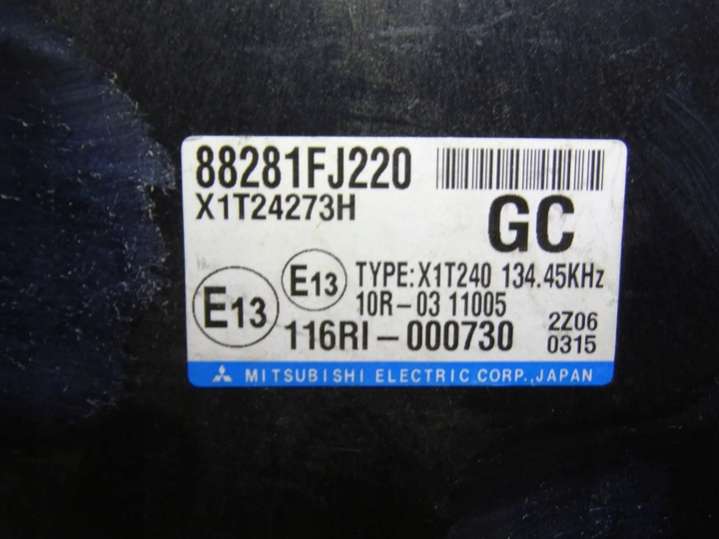 88281FJ220
X1T24273H
GC
E13
E13
TYPE:X1T240 134.45KHz
10R-03 11005
116RI-000730
2Z06
0315
MITSUBISHI ELECTRIC CORP.,JAPAN